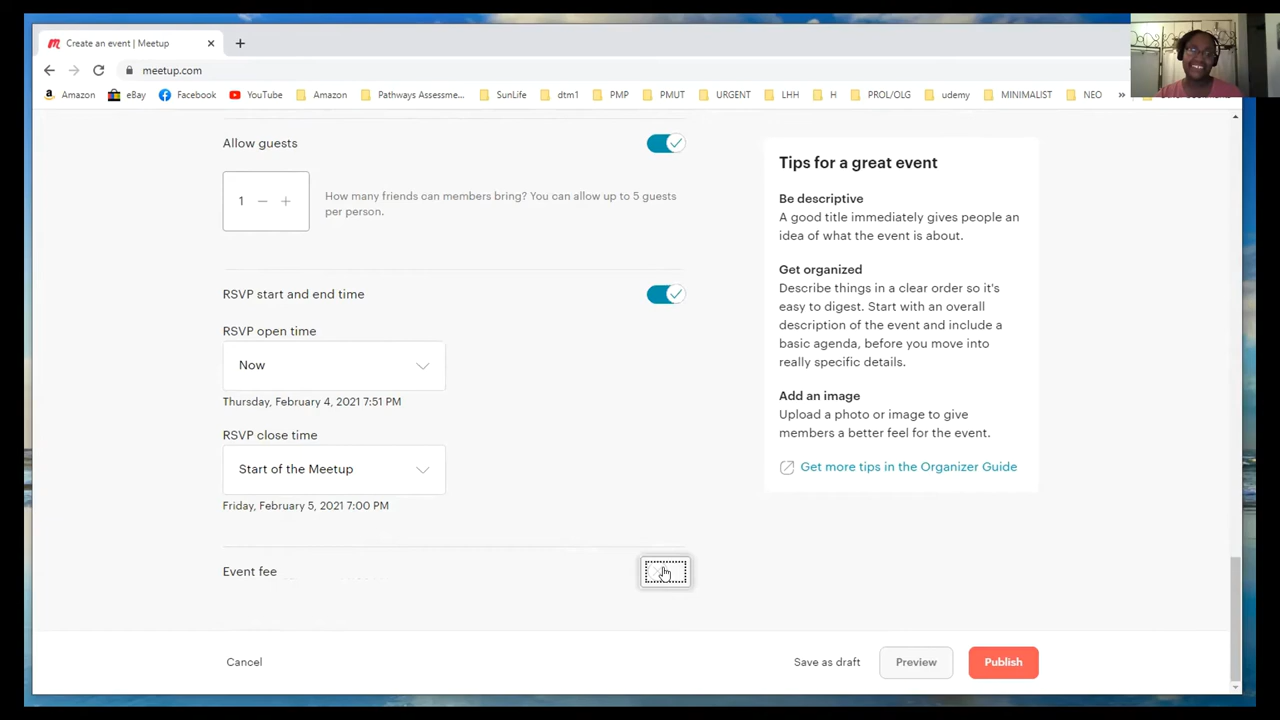 Create an event | Meetup
meetup.com
Amazon
eBay
Facebook
YouTube
Amazon
Pathways Assessme...
SunLife
dtm1
PMP
PMUT
URGENT
LHH
H
PROL/OLG
udemy
MINIMALIST
NEO
Allow guests
1
How many friends can members bring? You can allow up to 5 guests
per person.
RSVP start and end time
RSVP open time
Now
Thursday, February 4, 2021 7:51 PM
RSVP close time
Start of the Meetup
Friday, February 5, 2021 7:00 PM
Event fee
Tips for a great event
Be descriptive
A good title immediately gives people an
idea of what the event is about.
Get organized
Describe things in a clear order so it's
easy to digest. Start with an overall
description of the event and include a
basic agenda, before you move into
really specific details.
Add an image
Upload a photo or image to give
members a better feel for the event.
Get more tips in the Organizer Guide
Cancel
Save as draft
Preview
Publish